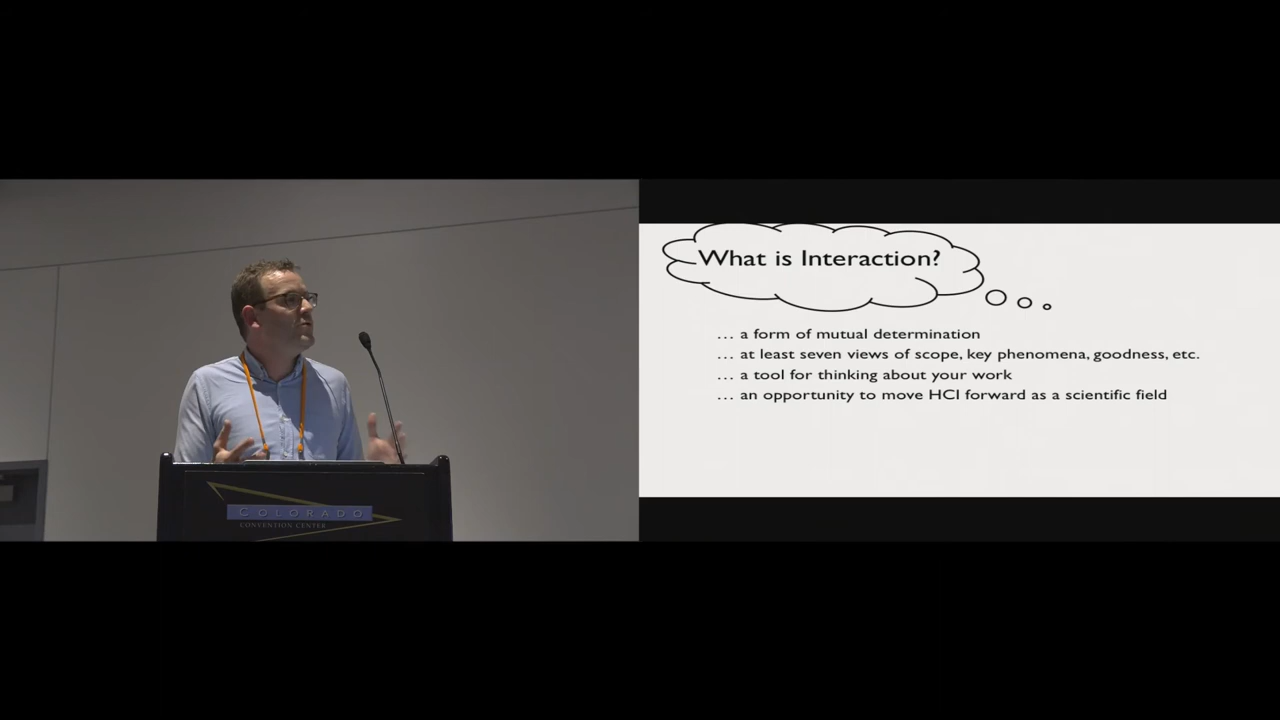 COLORADO
CONVENTION CENTER
What is Interaction?
… a form of mutual determination
… at least seven views of scope, key phenomena, goodness, etc.
… a tool for thinking about your work
… an opportunity to move HCI forward as a scientific field